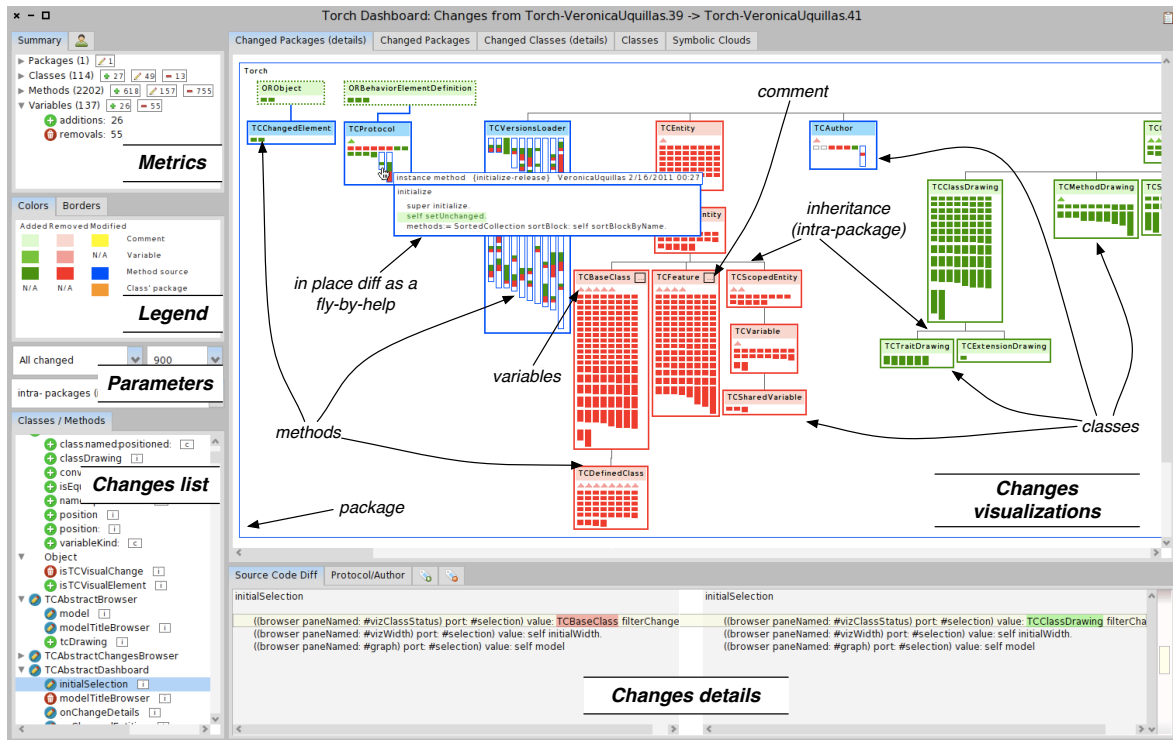 Torch Dashboard: Changes from Torch-VeronicaUquillas.39 -> Torch-VeronicaUquillas.41
Summary
Packages (1) 1
Classes (114) 27 49 13
Methods (2202) 618 157 755
Variables (137) 26 55
additions: 26
removals: 55
Metrics
Colors Borders
Added Removed Modified
Comment
Variable
N/A
Method source
N/A N/A Class' package
Legend
All changed 900
intra- packages (
Parameters
Classes / Methods
class:named:positioned: c
classDrawing i
conv
isEqu
nam
position i
position: i
variableKind: c
Object
isTCVisualChange i
isTCVisualElement i
TCAbstractBrowser
model i
modelTitleBrowser i
tcDrawing i
TCAbstractChangesBrowser
TCAbstractDashboard
initialSelection i
modelTitleBrowser i
onChangeDetails i
Changes list
Changed Packages (details) Changed Packages Changed Classes (details) Classes Symbolic Clouds
Torch
ORObject
ORBehaviorElementDefinition
comment
TCChangedElement
TCProtocol
TCVersionsLoader
TCEntity
TCAuthor
instance method {initialize-release} VeronicaUquillas 2/16/2011 00:27
initialize
super initialize.
self setUnchanged.
methods:= SortedCollection sortBlock: self sortBlockByName.
entity
TCClassDrawing
TCMethodDrawing
TCS
inheritance
(intra-package)
in place diff as a
fly-by-help
TCBaseClass
TCFeature
TCScopedEntity
TCVariable
TCTraitDrawing
TCExtensionDrawing
variables
TCSharedVariable
methods
classes
TCDefinedClass
package
Changes
visualizations
Source Code Diff Protocol/Author
initialSelection
((browser paneNamed: #vizClassStatus) port: #selection) value: TCBaseClass filterChange
((browser paneNamed: #vizWidth) port: #selection) value: self initialWidth.
((browser paneNamed: #graph) port: #selection) value: self model
initialSelection
((browser paneNamed: #vizClassStatus) port: #selection) value: TCClassDrawing filterCha
((browser paneNamed: #vizWidth) port: #selection) value: self initialWidth.
((browser paneNamed: #graph) port: #selection) value: self model
Changes details